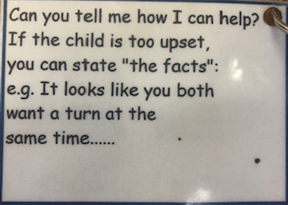 Can you tell me how I can help?
If the child is too upset,
you can state "the facts":
e.g. It looks like you both
want a turn at the
same time......